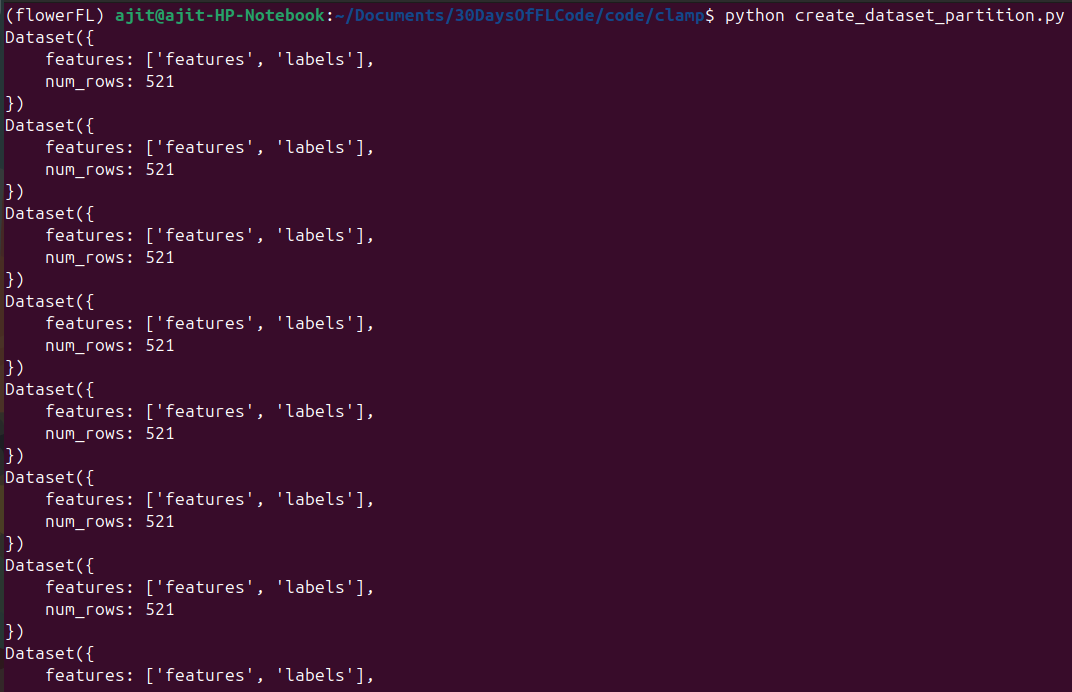 (flowerFL) ajit@ajit-HP-Notebook:~/Documents/30DaysOfFLCode/code/clamp$ python create_dataset_partition.py
Dataset({
    features: ['features', 'labels'],
    num_rows: 521
})
Dataset({
    features: ['features', 'labels'],
    num_rows: 521
})
Dataset({
    features: ['features', 'labels'],
    num_rows: 521
})
Dataset({
    features: ['features', 'labels'],
    num_rows: 521
})
Dataset({
    features: ['features', 'labels'],
    num_rows: 521
})
Dataset({
    features: ['features', 'labels'],
    num_rows: 521
})
Dataset({
    features: ['features', 'labels'],
    num_rows: 521
})
Dataset({
    features: ['features', 'labels'],